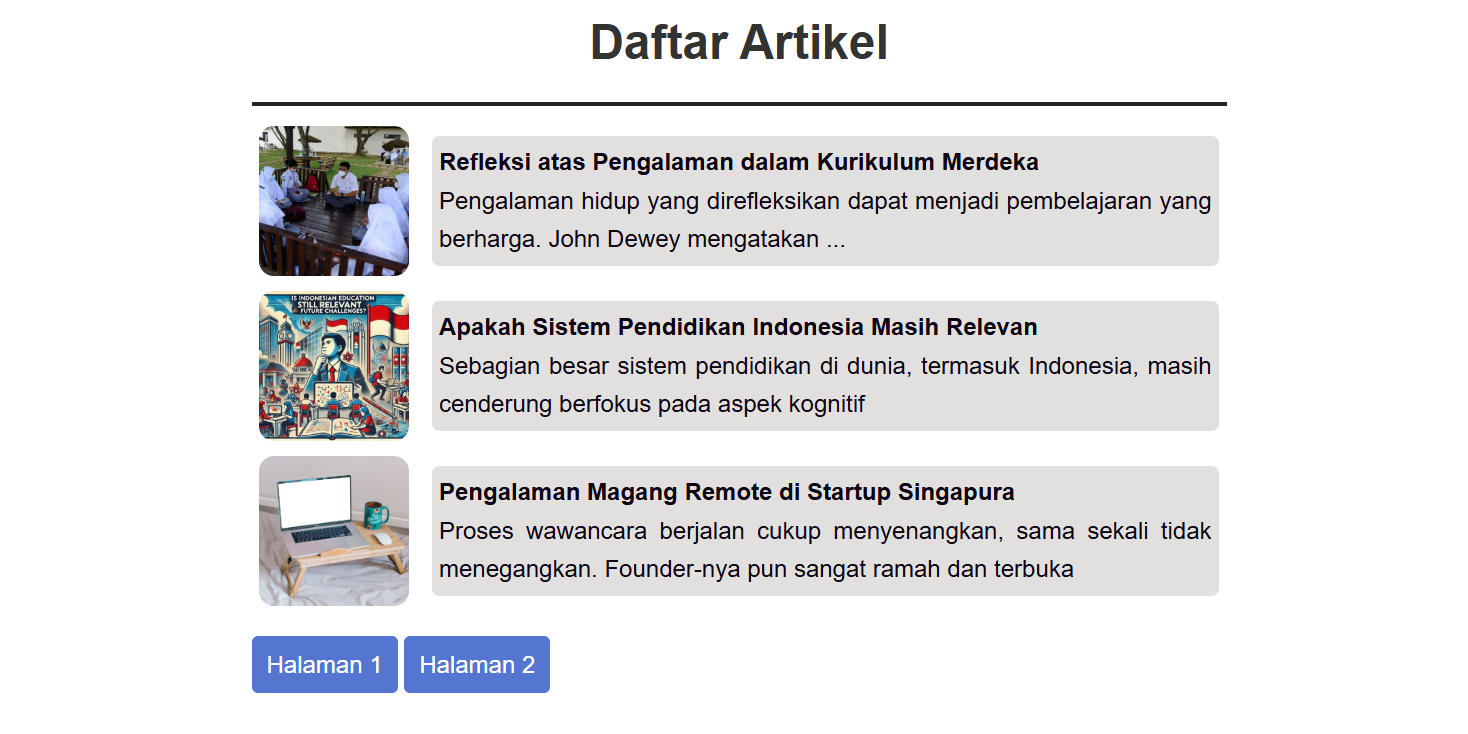 Daftar Artikel
Refleksi atas Pengalaman dalam Kurikulum Merdeka
Pengalaman hidup yang direfleksikan dapat menjadi pembelajaran yang
berharga. John Dewey mengatakan ...
IS INDONESIAN EDUCATION
STILL RELEVANT
FUTURE CHALLENGES?
Apakah Sistem Pendidikan Indonesia Masih Relevan
Sebagian besar sistem pendidikan di dunia, termasuk Indonesia, masih
cenderung berfokus pada aspek kognitif
Pengalaman Magang Remote di Startup Singapura
Proses wawancara berjalan cukup menyenangkan, sama sekali tidak
menegangkan. Founder-nya pun sangat ramah dan terbuka
Halaman 1
Halaman 2